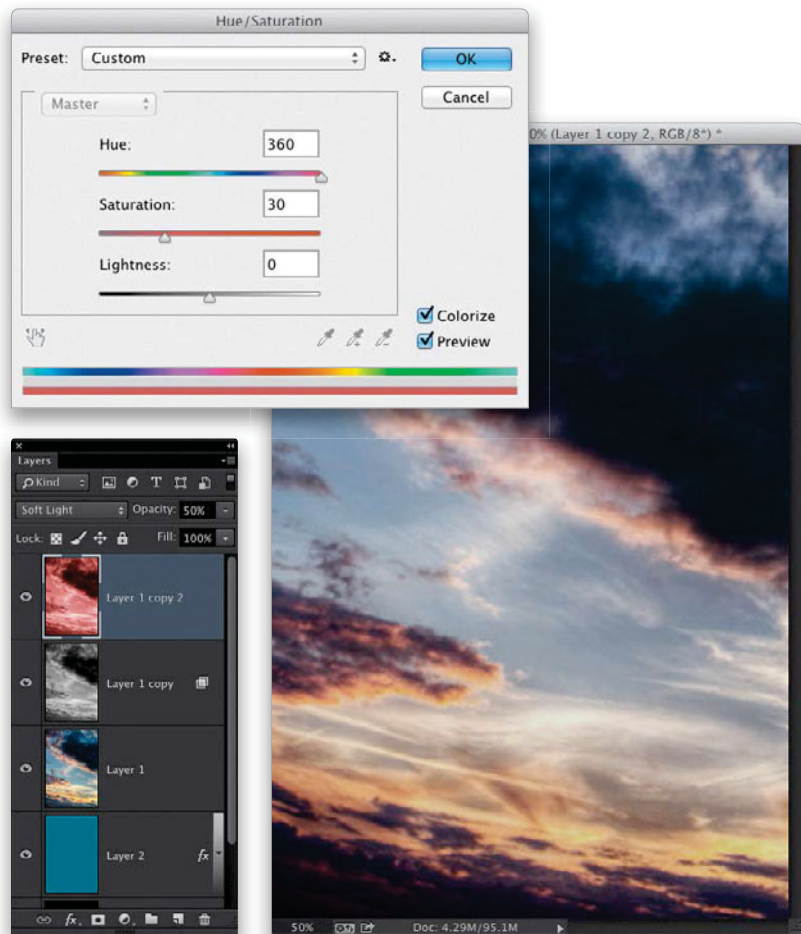 Hue/Saturation
Preset: Custom
OK
Cancel
Master
Hue: 360
Saturation: 30
Lightness: 0
Colorize
Preview
0% (Layer 1 copy 2, RGB/8*) *
Layers
Kind
Soft Light Opacity: 50%
Lock: Fill: 100%
Layer 1 copy 2
Layer 1 copy
Layer 1
Layer 2 fx
fx.
50% Doc: 4.29M/95.1M